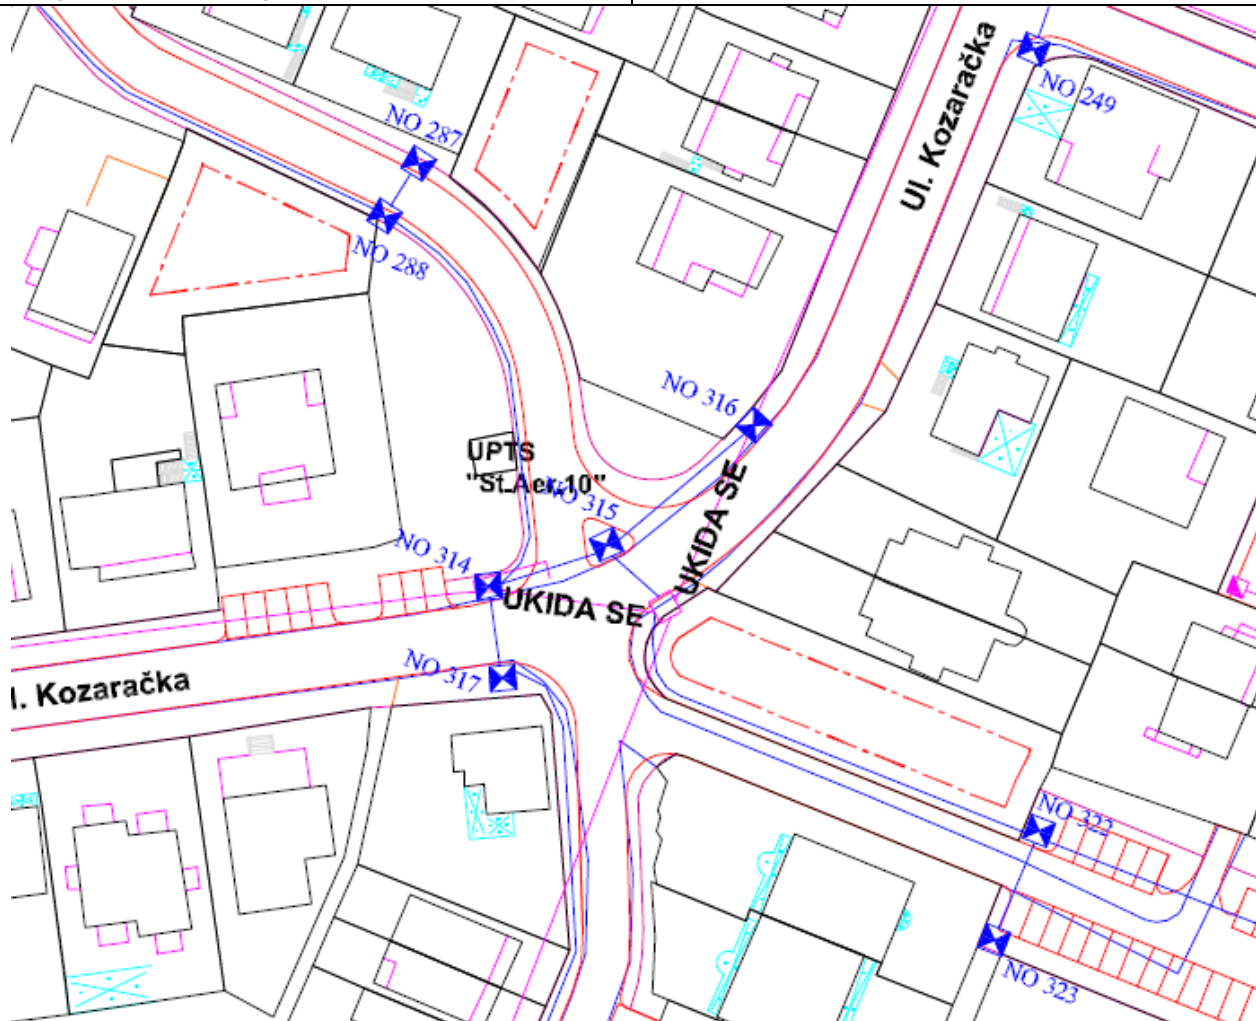 Ul. Kozaračka
NO 249
NO 287
NO 288
NO 316
UPTS
"St.Aer.10"
NO 315
UKIDA SE
NO 314
UKIDA SE
NO 317
l. Kozaračka
NO 322
NO 323